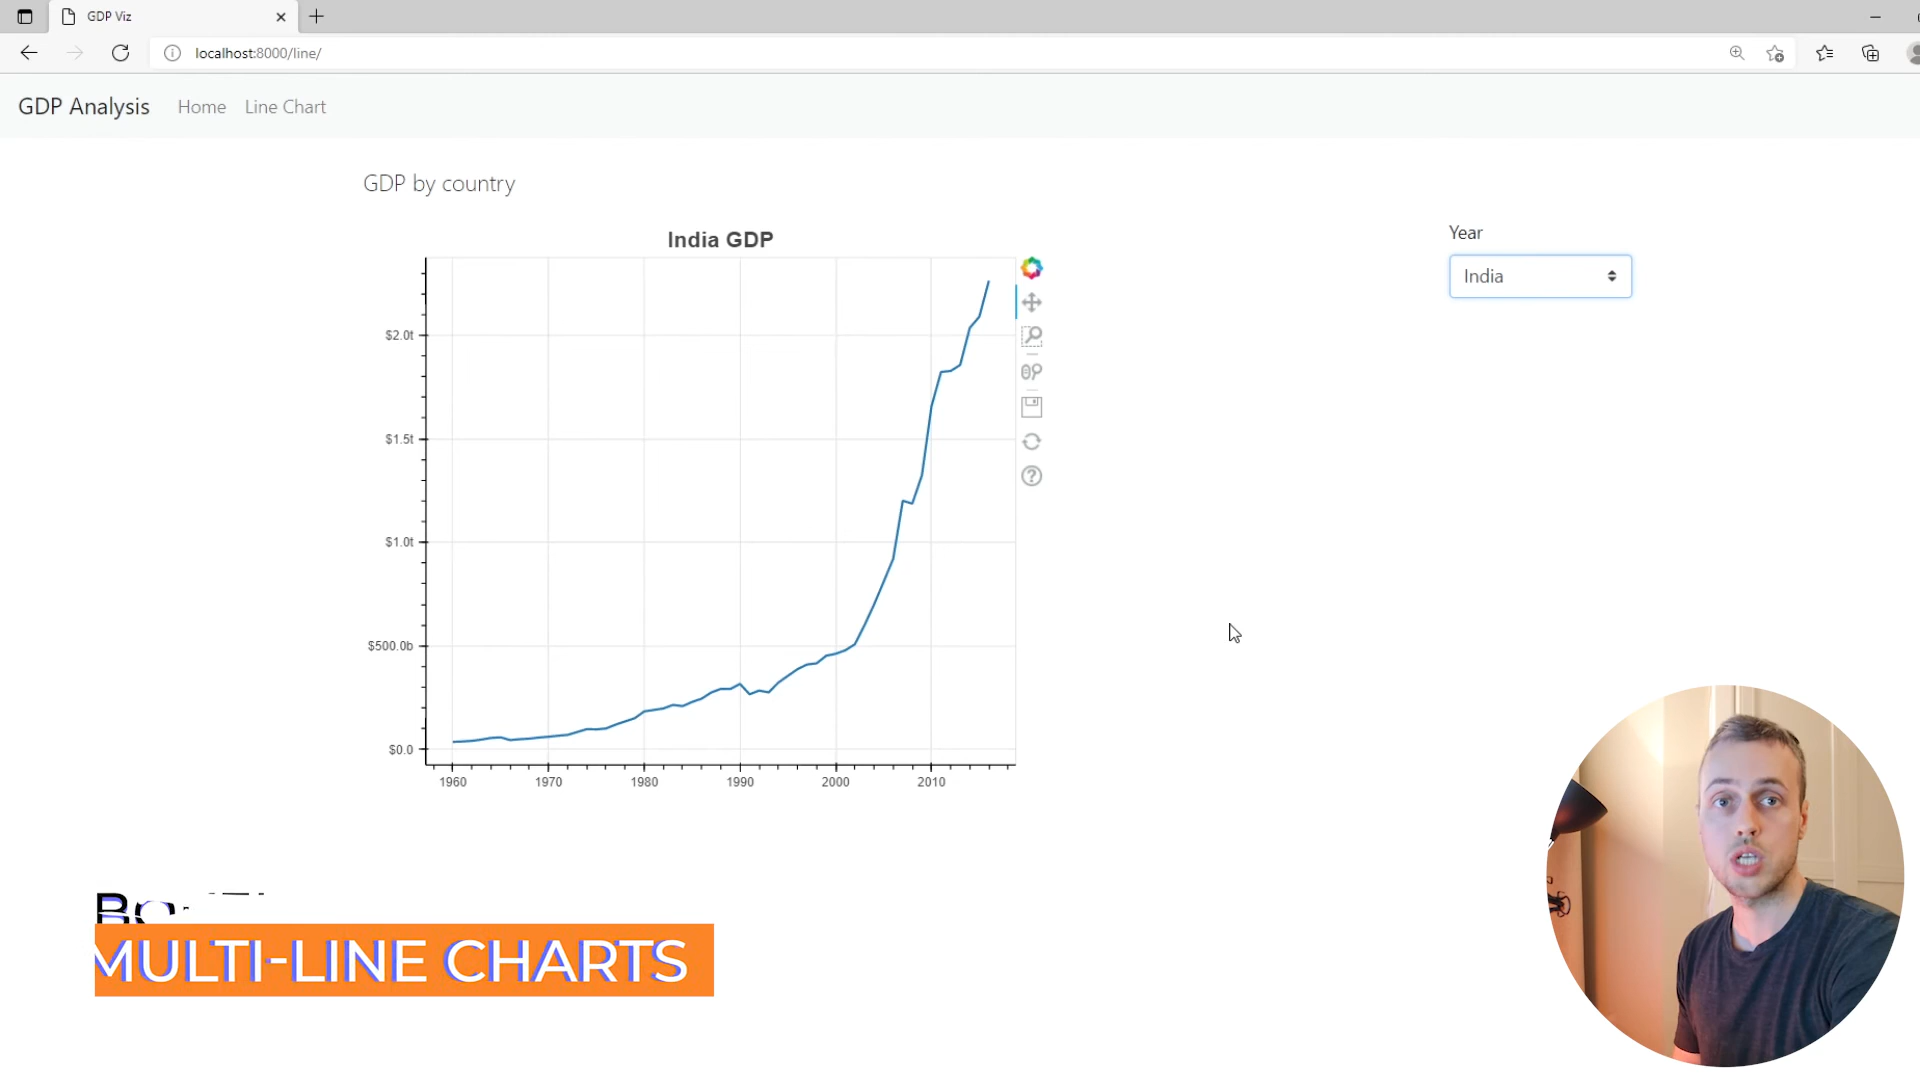 GDP Viz
localhost:8000/line/
GDP Analysis Home Line Chart
GDP by country
India GDP
Year
India
$2.0t
$1.5t
$1.0t
$500.0b
$0.0
1960 1970 1980 1990 2000 2010
MULTI-LINE CHARTS